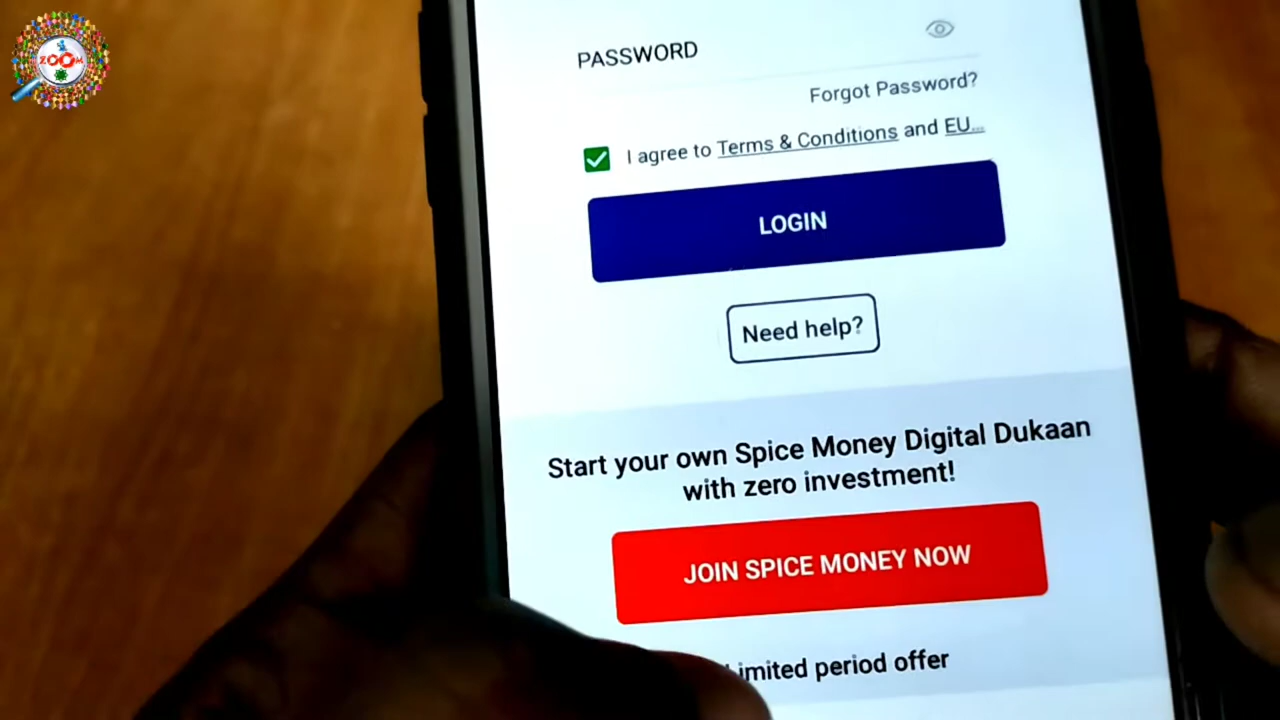 ZOOM
PASSWORD
Forgot Password?
I agree to Terms & Conditions and EU...
LOGIN
Need help?
Start your own Spice Money Digital Dukaan
with zero investment!
JOIN SPICE MONEY NOW
imited period offer